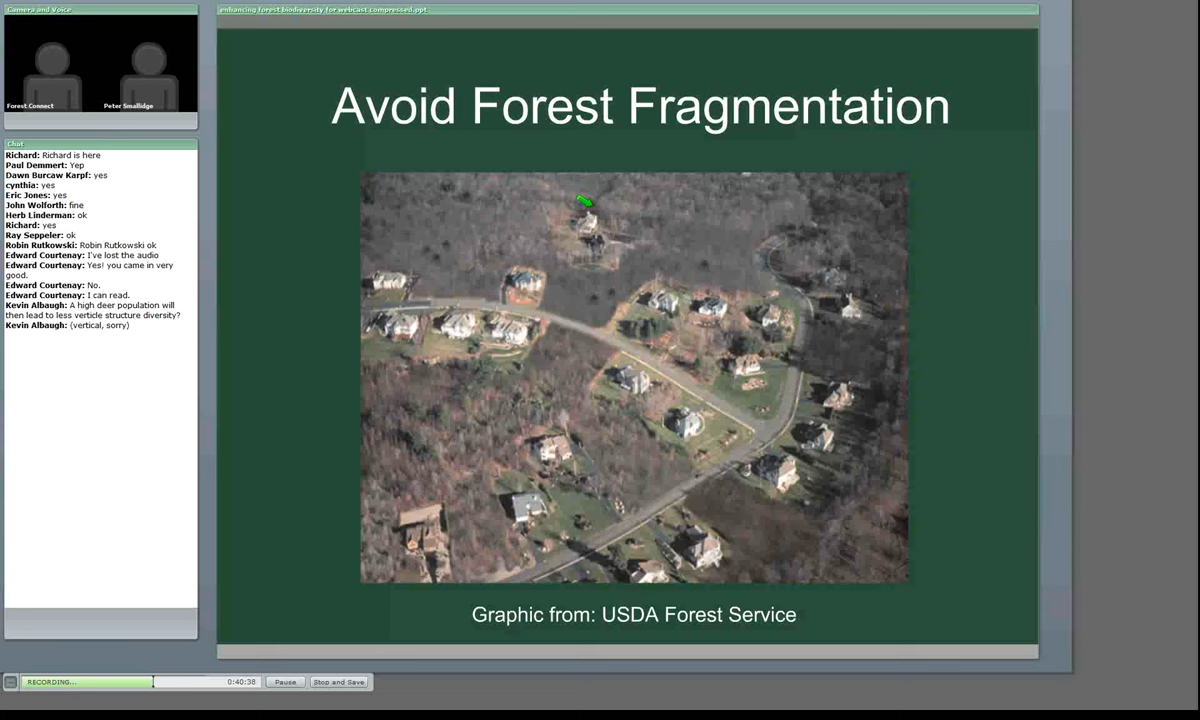 Camera and Voice
Forest Connect
Peter Smallidge
Chat
Richard: Richard is here
Paul Demmert: Yep
Dawn Burcaw Karpf: yes
cynthia: yes
Eric Jones: yes
John Wolforth: fine
Herb Linderman: ok
Richard: yes
Ray Seppeler: ok
Robin Rutkowski: Robin Rutkowski ok
Edward Courtenay: I've lost the audio
Edward Courtenay: Yes! you came in very
good.
Edward Courtenay: No.
Edward Courtenay: I can read.
Kevin Albaugh: A high deer population will
then lead to less verticle structure diversity?
Kevin Albaugh: (vertical, sorry)
enhancing forest biodiversity for webcast compressed.ppt
Avoid Forest Fragmentation
Graphic from: USDA Forest Service
RECORDING...
0:40:38
Pause
Stop and Save